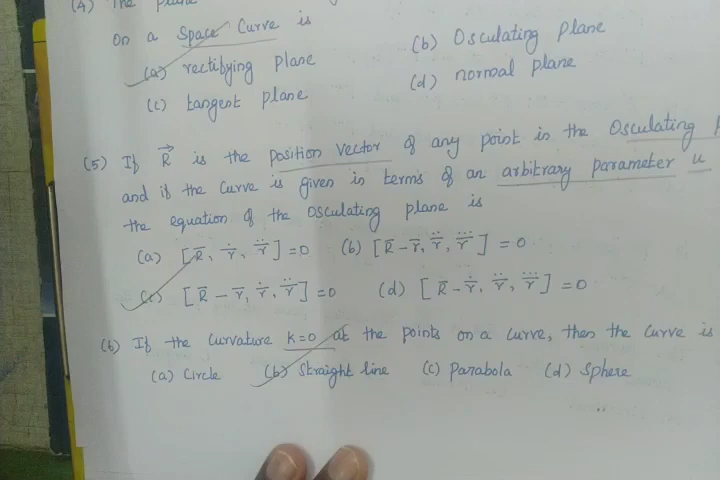 (4) The plane
on a Space Curve is
(a) rectifying plane (b) Osculating plane
(c) tangent plane (d) normal plane
(5) If R⃗ is the position vector of any point in the Osculating
and if the curve is given in terms of an arbitrary parameter u
the equation of the osculating plane is
(a) [R̅, ṙ̅, r̈̅] = 0 (b) [R̅ - r̅, r̈̅, r⃛̅] = 0
(c) [R̅ - r̅, ṙ̅, r̈̅] = 0 (d) [R̅ - ṙ̅, r̈̅, r⃛̅] = 0
(6) If the curvature K=0 at the points on a curve, then the curve is
(a) Circle (b) Straight line (c) Parabola (d) Sphere